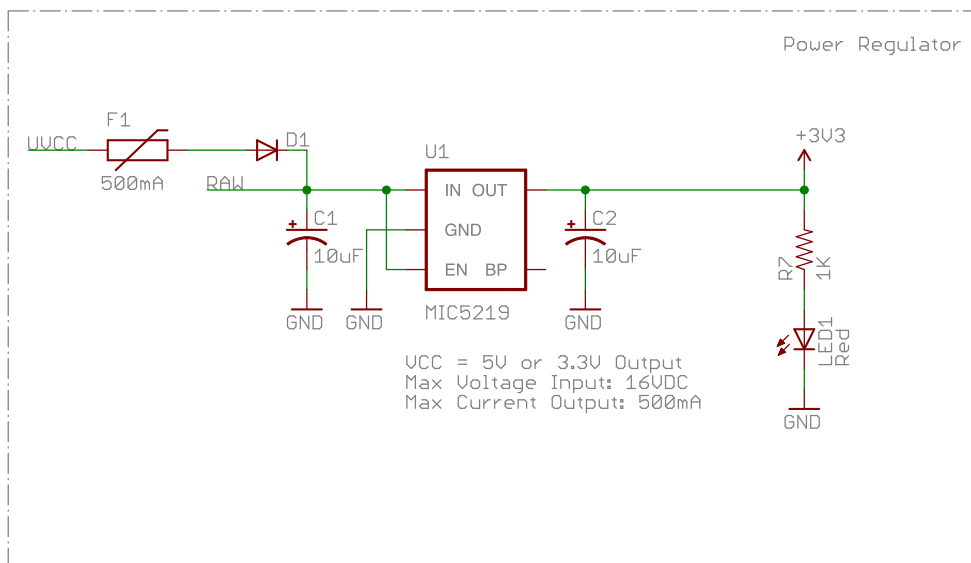 Power Regulator
F1
UVCC
500mA
D1
RAW
C1
10uF
GND
GND
U1
IN OUT
GND
EN BP
MIC5219
C2
10uF
GND
+3V3
R7
1K
LED1
Red
GND
VCC = 5V or 3.3V Output
Max Voltage Input: 16VDC
Max Current Output: 500mA